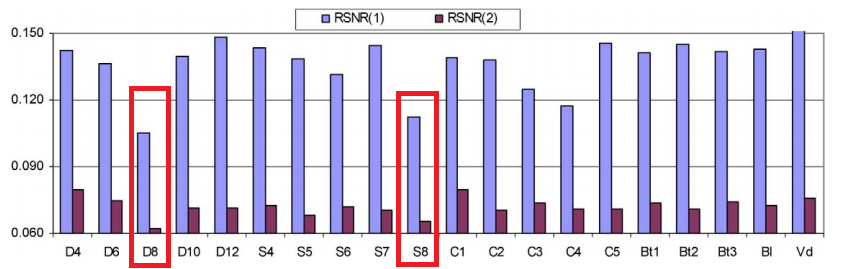 RSNR(1) RSNR(2)
0.150
0.120
0.090
0.060
D4 D6 D8 D10 D12 S4 S5 S6 S7 S8 C1 C2 C3 C4 C5 Bt1 Bt2 Bt3 Bl Vd